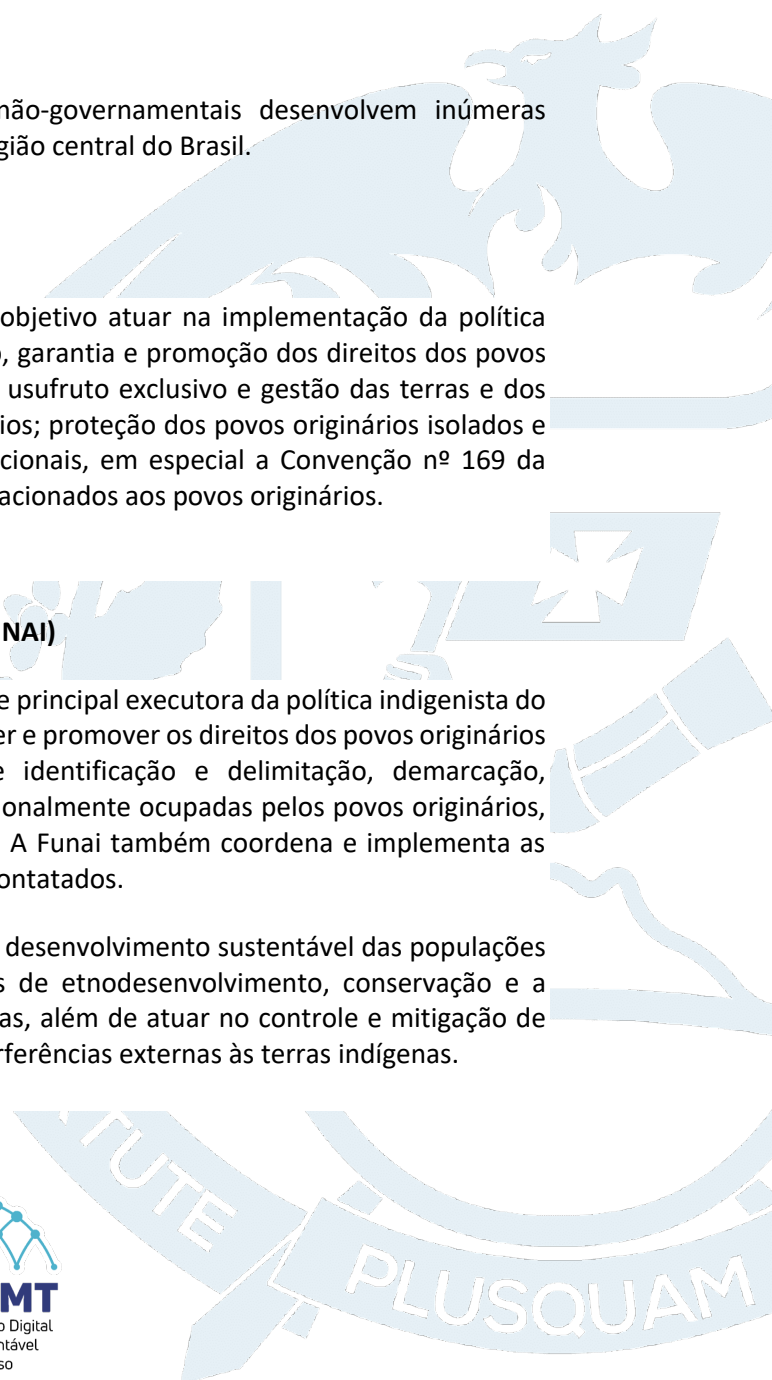 não-governamentais desenvolvem inúmeras
gião central do Brasil.
objetivo atuar na implementação da política
o, garantia e promoção dos direitos dos povos
usufruto exclusivo e gestão das terras e dos
ios; proteção dos povos originários isolados e
cionais, em especial a Convenção nº 169 da
lacionados aos povos originários.
NAI)
e principal executora da política indigenista do
er e promover os direitos dos povos originários
e identificação e delimitação, demarcação,
ionalmente ocupadas pelos povos originários,
A Funai também coordena e implementa as
ontatados.
desenvolvimento sustentável das populações
s de etnodesenvolvimento, conservação e a
as, além de atuar no controle e mitigação de
rferências externas às terras indígenas.
TUTE
PLUSQUAM
MT
o Digital
ntável
so